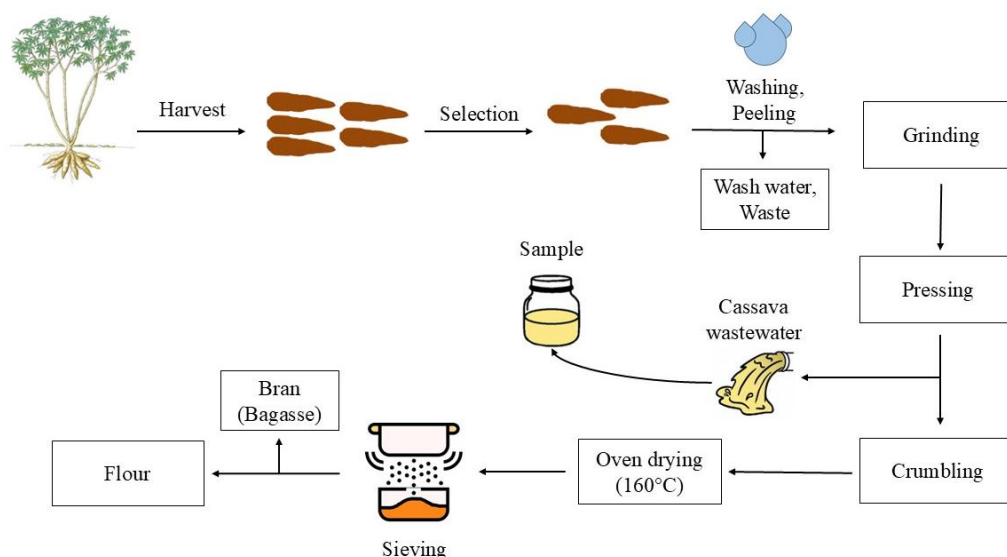 Harvest
Selection
Washing,
Peeling
Grinding
Wash water,
Waste
Pressing
Sample
Cassava
wastewater
Bran
(Bagasse)
Flour
Sieving
Oven drying
(160°C)
Crumbling